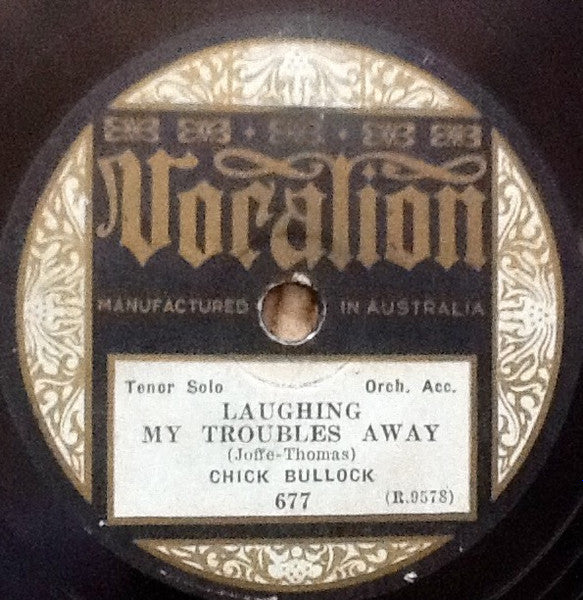 Vocalion
MANUFACTURED IN AUSTRALIA
Tenor Solo Orch. Acc.
LAUGHING
MY TROUBLES AWAY
(Joffe-Thomas)
CHICK BULLOCK
677 (R.9578)